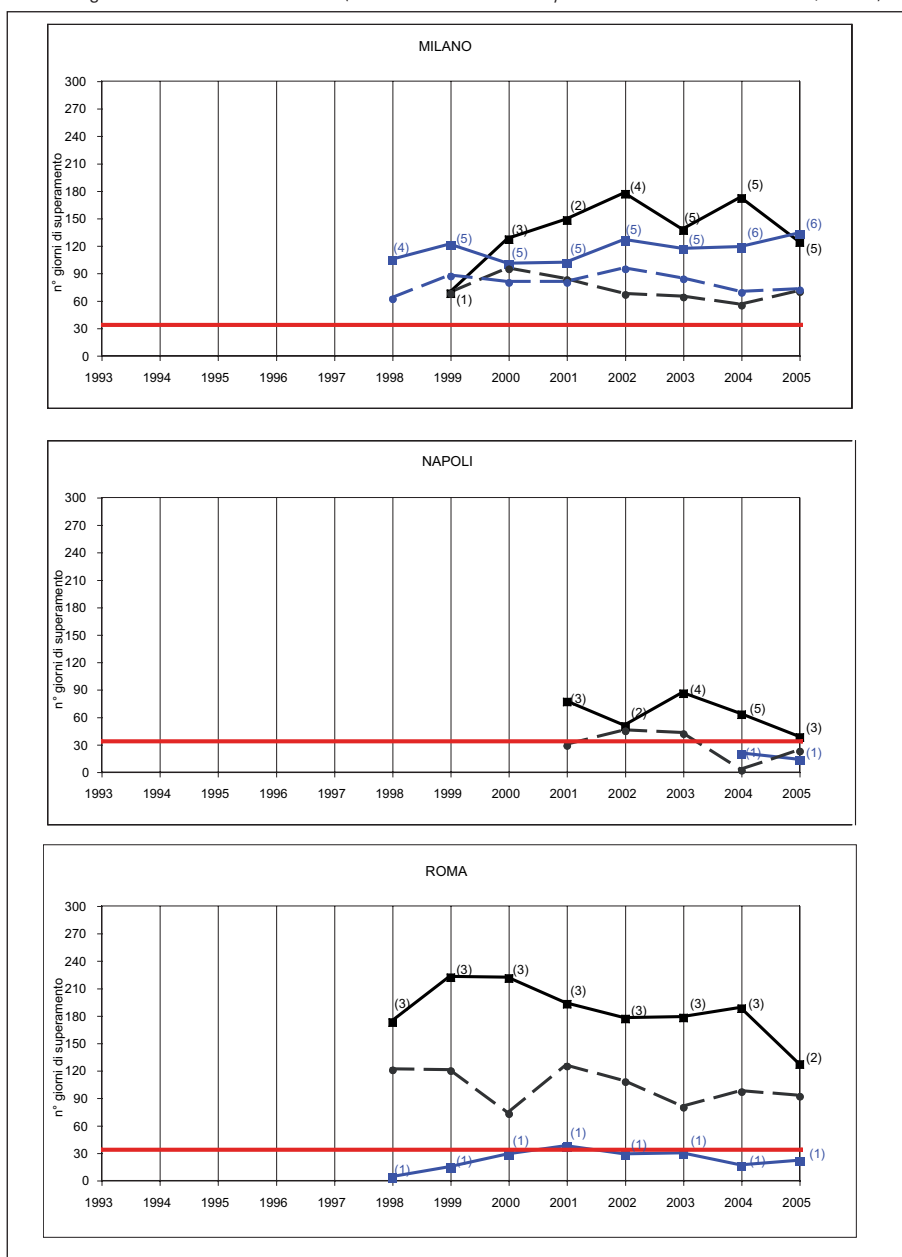 MILANO
n° giorni di superamento
300
270
240
210
180
150
120
90
60
30
0
(4) (5) (1) (3) (5) (2) (5) (4) (5) (5) (5) (5) (6) (6) (5)
1993 1994 1995 1996 1997 1998 1999 2000 2001 2002 2003 2004 2005
NAPOLI
n° giorni di superamento
300
270
240
210
180
150
120
90
60
30
0
(3) (2) (4) (5) (1) (3) (1)
1993 1994 1995 1996 1997 1998 1999 2000 2001 2002 2003 2004 2005
ROMA
n° giorni di superamento
300
270
240
210
180
150
120
90
60
30
0
(3) (3) (3) (3) (3) (3) (3) (2)
(1) (1) (1) (1) (1) (1) (1) (1)
1993 1994 1995 1996 1997 1998 1999 2000 2001 2002 2003 2004 2005